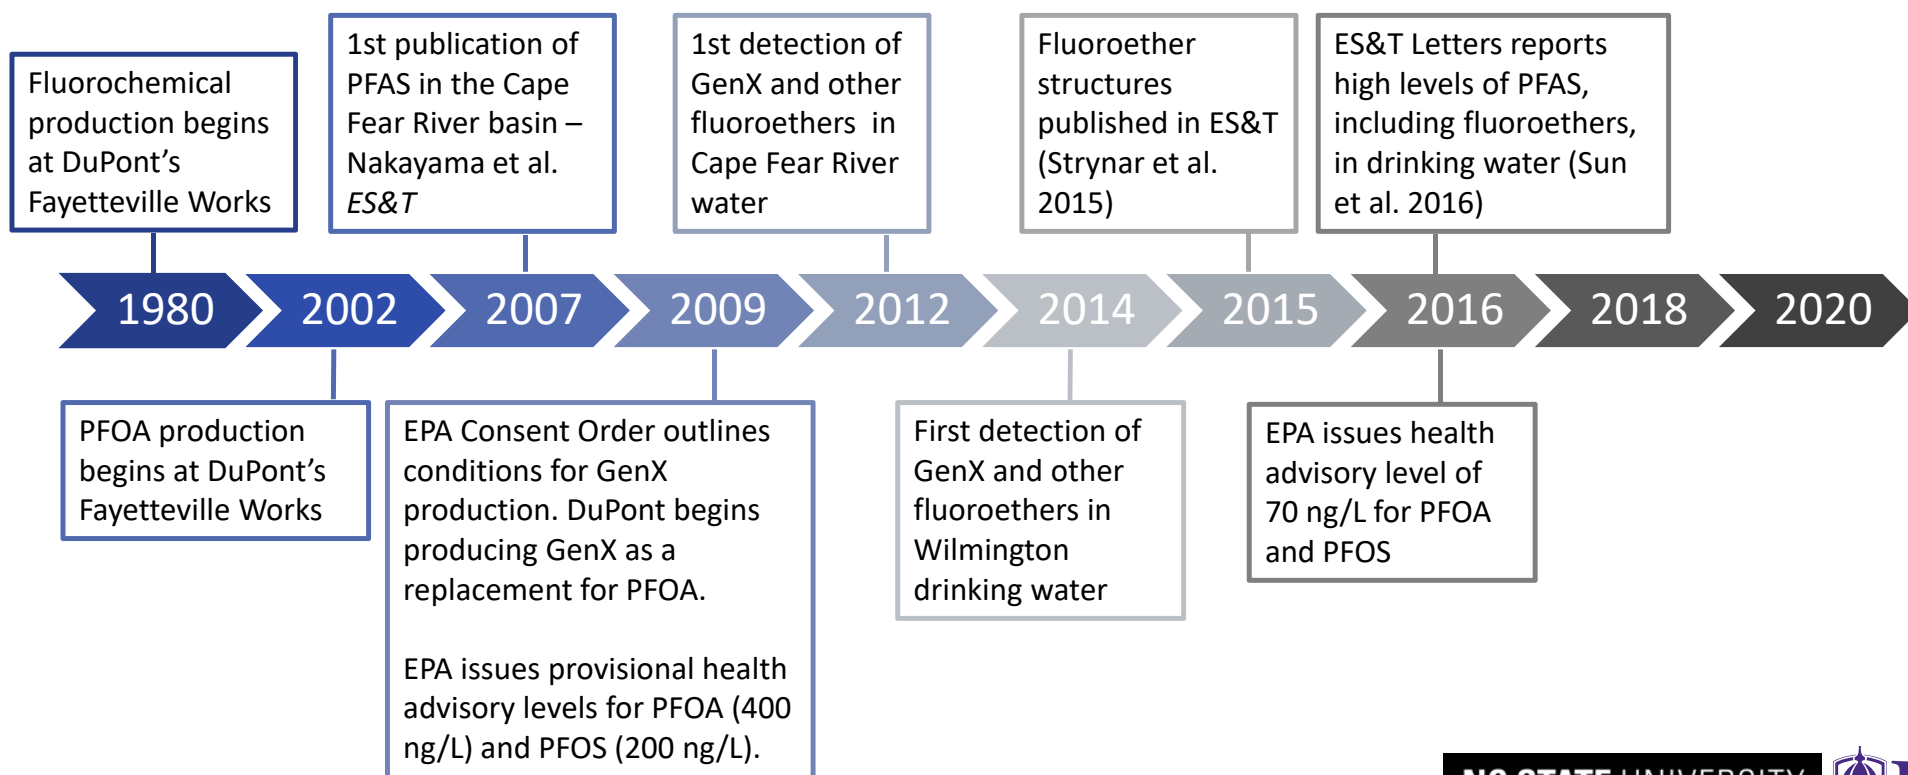 Fluorochemical
production begins
at DuPont's
Fayetteville Works
1st publication of
PFAS in the Cape
Fear River basin –
Nakayama et al.
ES&T
1st detection of
GenX and other
fluoroethers  in
Cape Fear River
water
Fluoroether
structures
published in ES&T
(Strynar et al.
2015)
ES&T Letters reports
high levels of PFAS,
including fluoroethers,
in drinking water (Sun
et al. 2016)
1980 2002 2007 2009 2012 2014 2015 2016 2018 2020
PFOA production
begins at DuPont's
Fayetteville Works
EPA Consent Order outlines
conditions for GenX
production. DuPont begins
producing GenX as a
replacement for PFOA.
EPA issues provisional health
advisory levels for PFOA (400
ng/L) and PFOS (200 ng/L).
First detection of
GenX and other
fluoroethers in
Wilmington
drinking water
EPA issues health
advisory level of
70 ng/L for PFOA
and PFOS
NC STATE UNIVERSITY